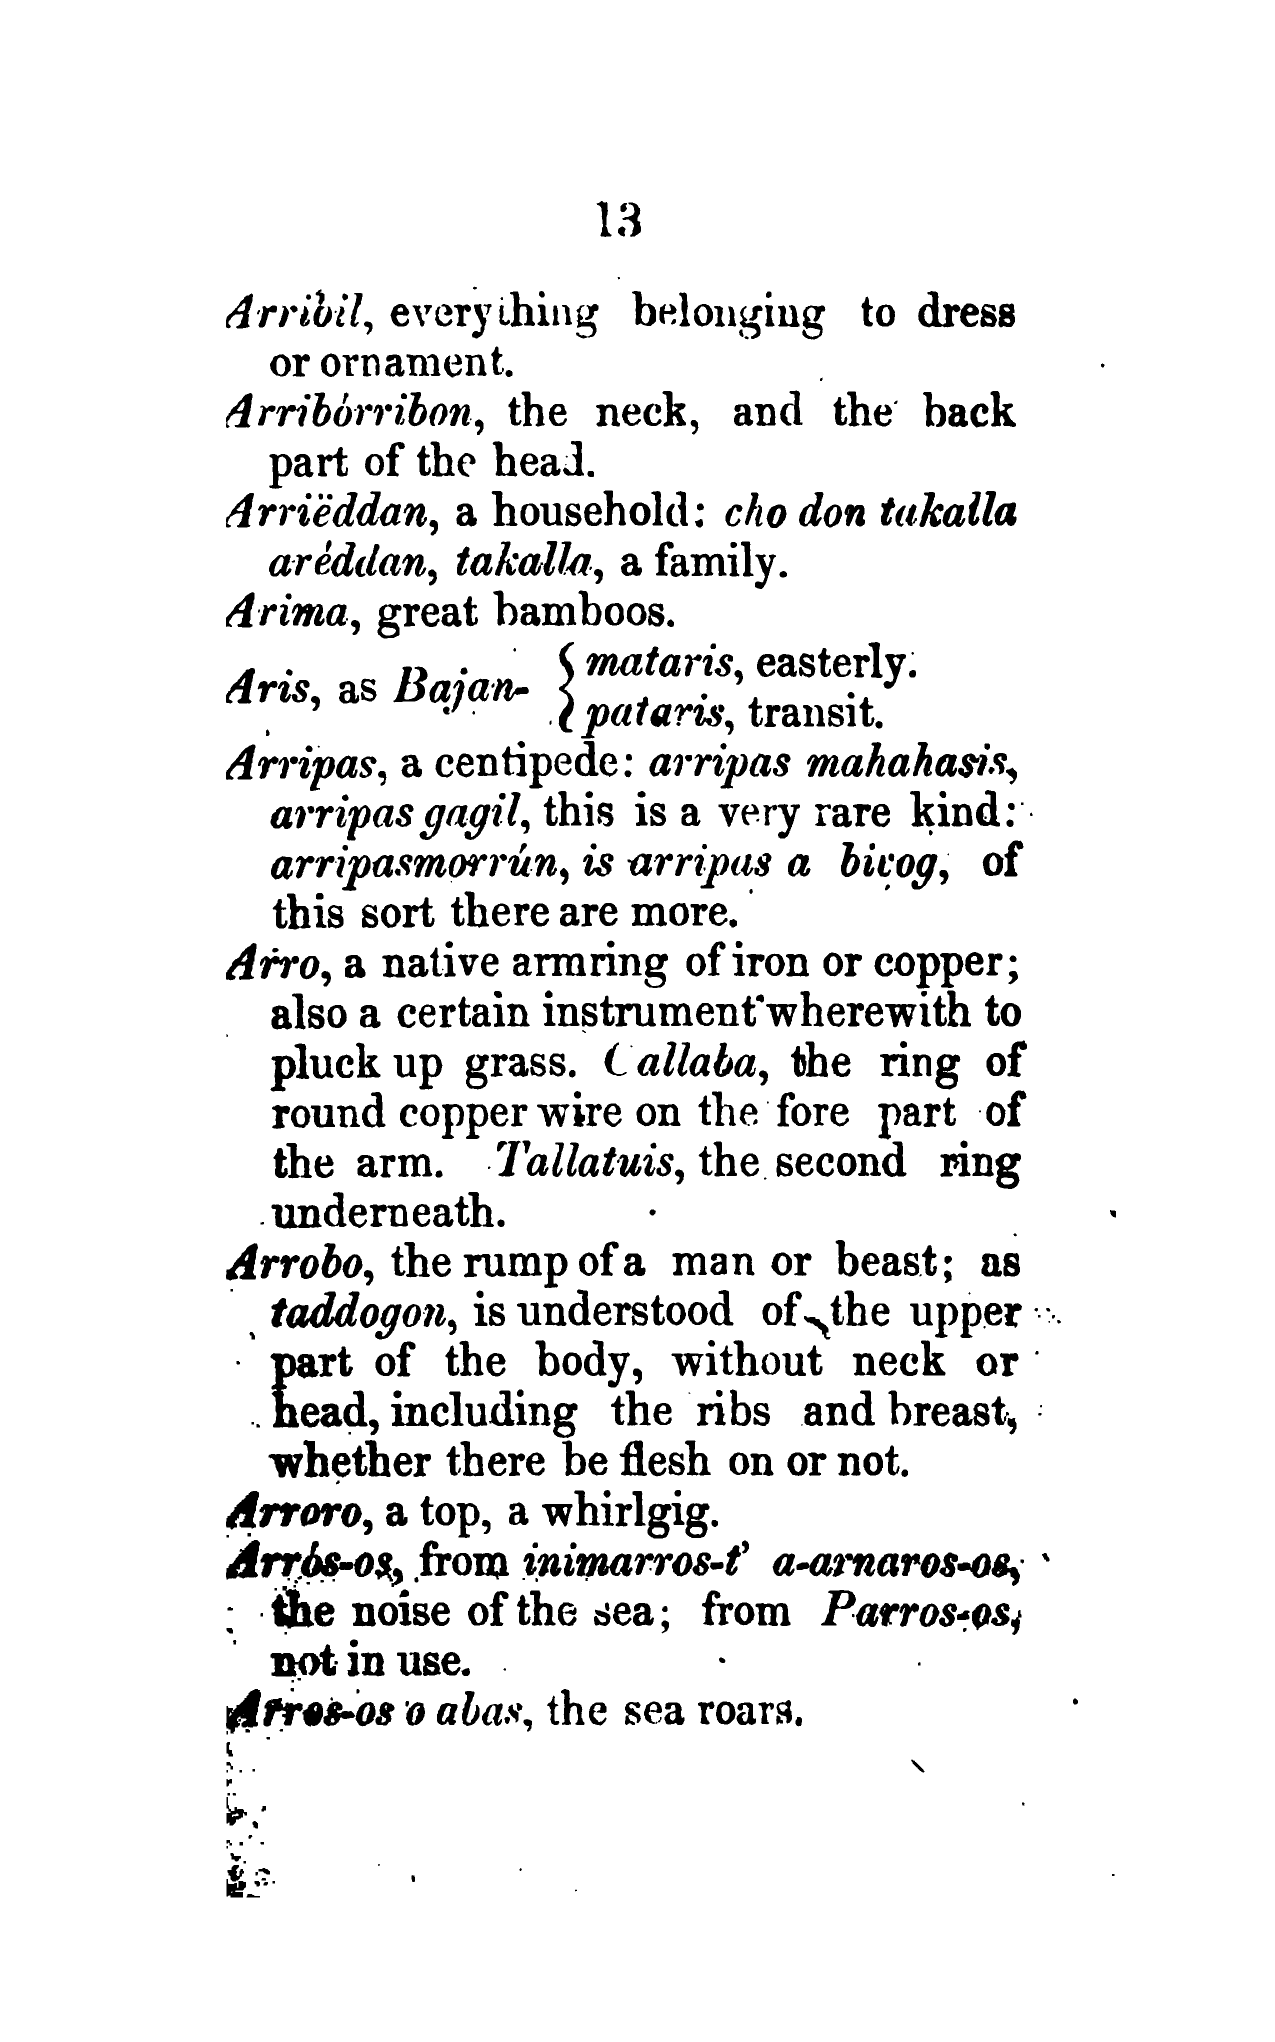 13
Arribil, everything belonging to dress
or ornament.
Arribórribon, the neck, and the back
part of the head.
Arriëddan, a household: cho don takalla
aréddan, takalla, a family.
Arima, great bamboos.
Aris, as Bajan- { mataris, easterly.
pataris, transit.
Arripas, a centipede: arripas mahahasis,
arripas gagil, this is a very rare kind:
arripasmorrún, is arripas a bicog, of
this sort there are more.
Arro, a native armring of iron or copper;
also a certain instrument wherewith to
pluck up grass. Callaba, the ring of
round copper wire on the fore part of
the arm. Tallatuis, the second ring
underneath.
Arrobo, the rump of a man or beast; as
taddogon, is understood of the upper
part of the body, without neck or
head, including the ribs and breast,
whether there be flesh on or not.
Arroro, a top, a whirlgig.
Arrós-os, from inimarros-t' a-arnaros-os,
the noise of the sea; from Parros-os,
not in use.
Arros-os o abas, the sea roars.